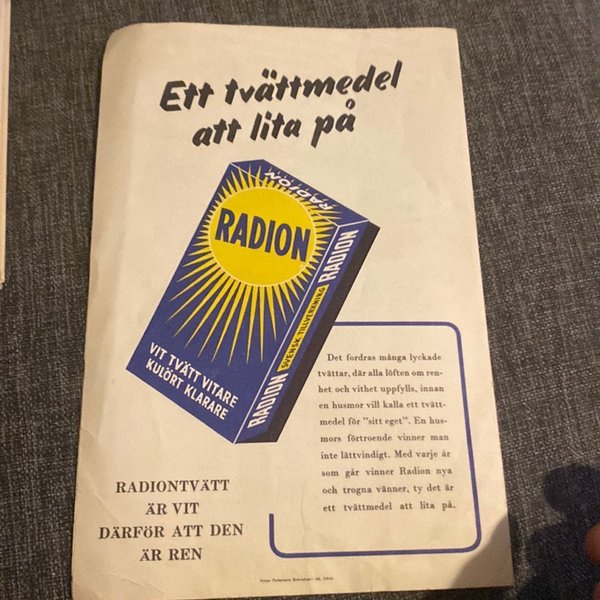 Ett tvättmedel
att lita på
RADION
RADION
VIT TVÄTT VITARE
KULÖRT KLARARE
RADION SVENSK TILLVERKNING RADION
Det fordras många lyckade
tvättar, där alla löften om ren-
het och vithet uppfylls, innan
en husmor vill kalla ett tvätt-
medel för "sitt eget". En hus-
mors förtroende vinner man
inte lättvindigt. Med varje år
som går vinner Radion nya
och trogna vänner, ty det är
ett tvättmedel att lita på.
RADIONTVÄTT
ÄR VIT
DÄRFÖR ATT DEN
ÄR REN